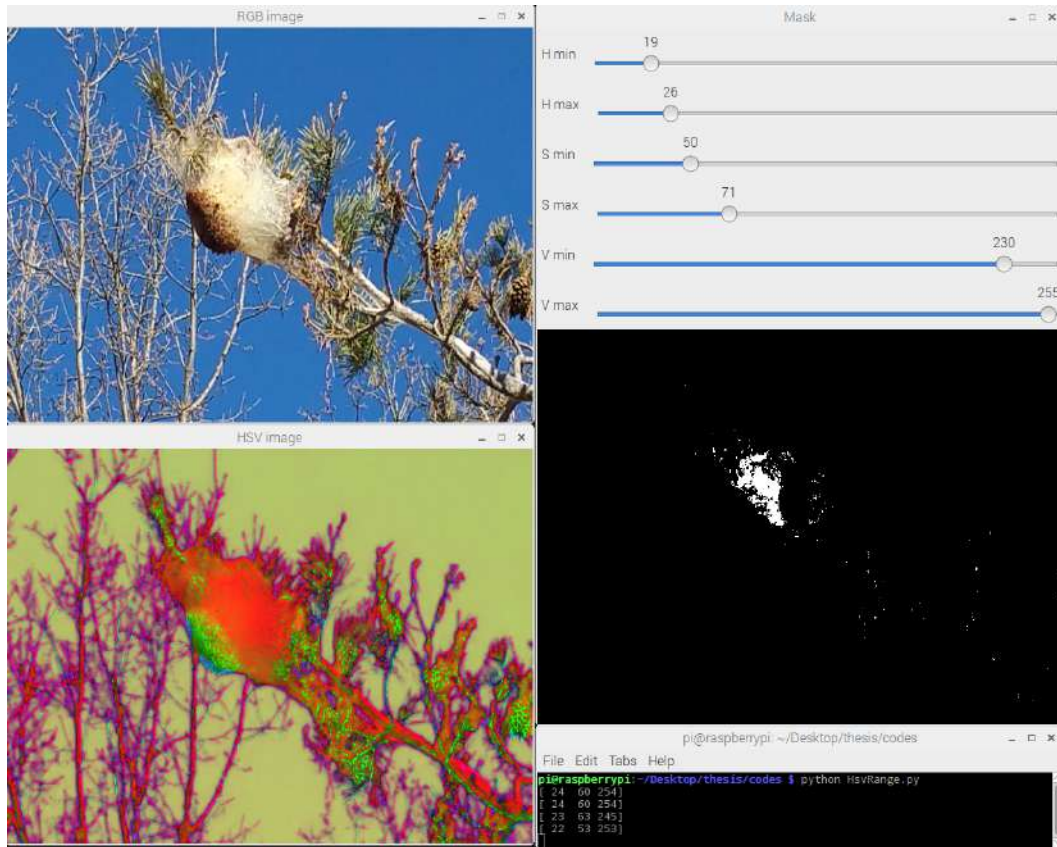 RGB image
Mask
H min
19
H max
26
S min
50
S max
71
V min
230
V max
255
HSV image
pi@raspberrypi: ~/Desktop/thesis/codes
File Edit Tabs Help
pi@raspberrypi:~/Desktop/thesis/codes $ python HsvRange.py
[ 24  60 254]
[ 24  60 254]
[ 23  63 245]
[ 22  53 253]